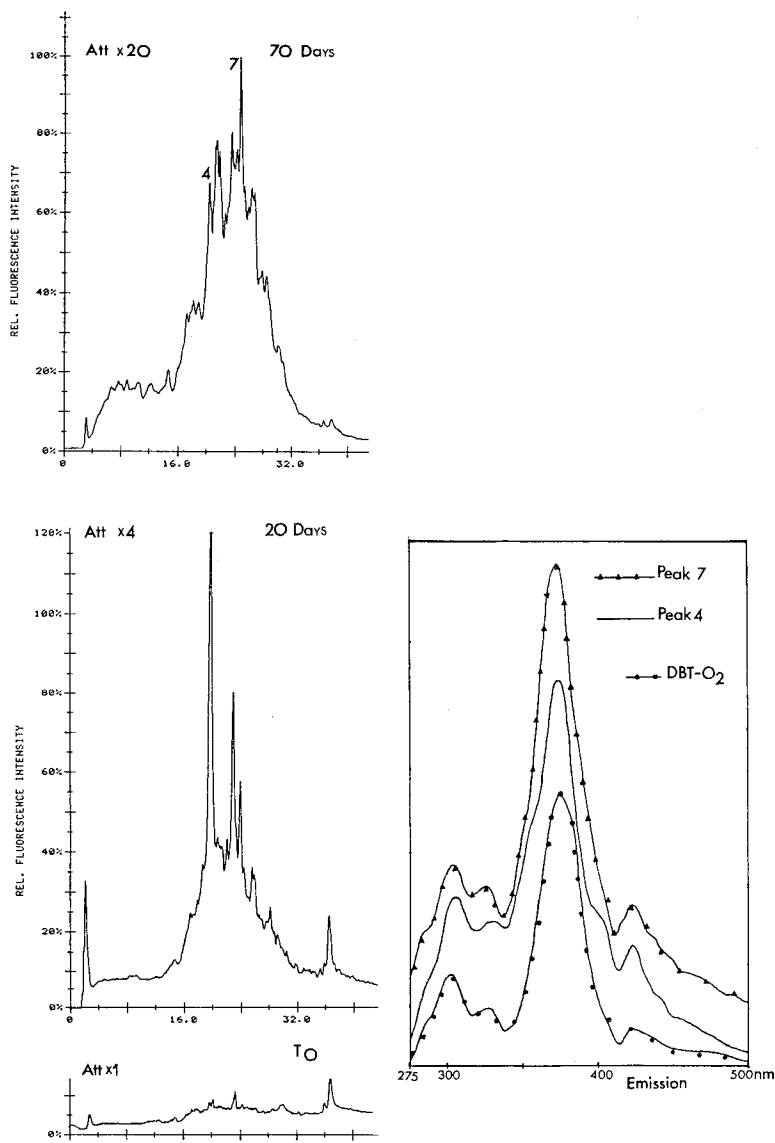 Att x20 70 Days
100%
7
80%
4
60%
REL. FLUORESCENCE INTENSITY
40%
20%
0%
0 16.0 32.0
Att x4 20 Days
120%
100%
80%
60%
REL. FLUORESCENCE INTENSITY
40%
20%
0%
0 16.0 32.0
TO
Att x1
Peak 7
Peak 4
DBT-O2
275 300 400 500nm
Emission